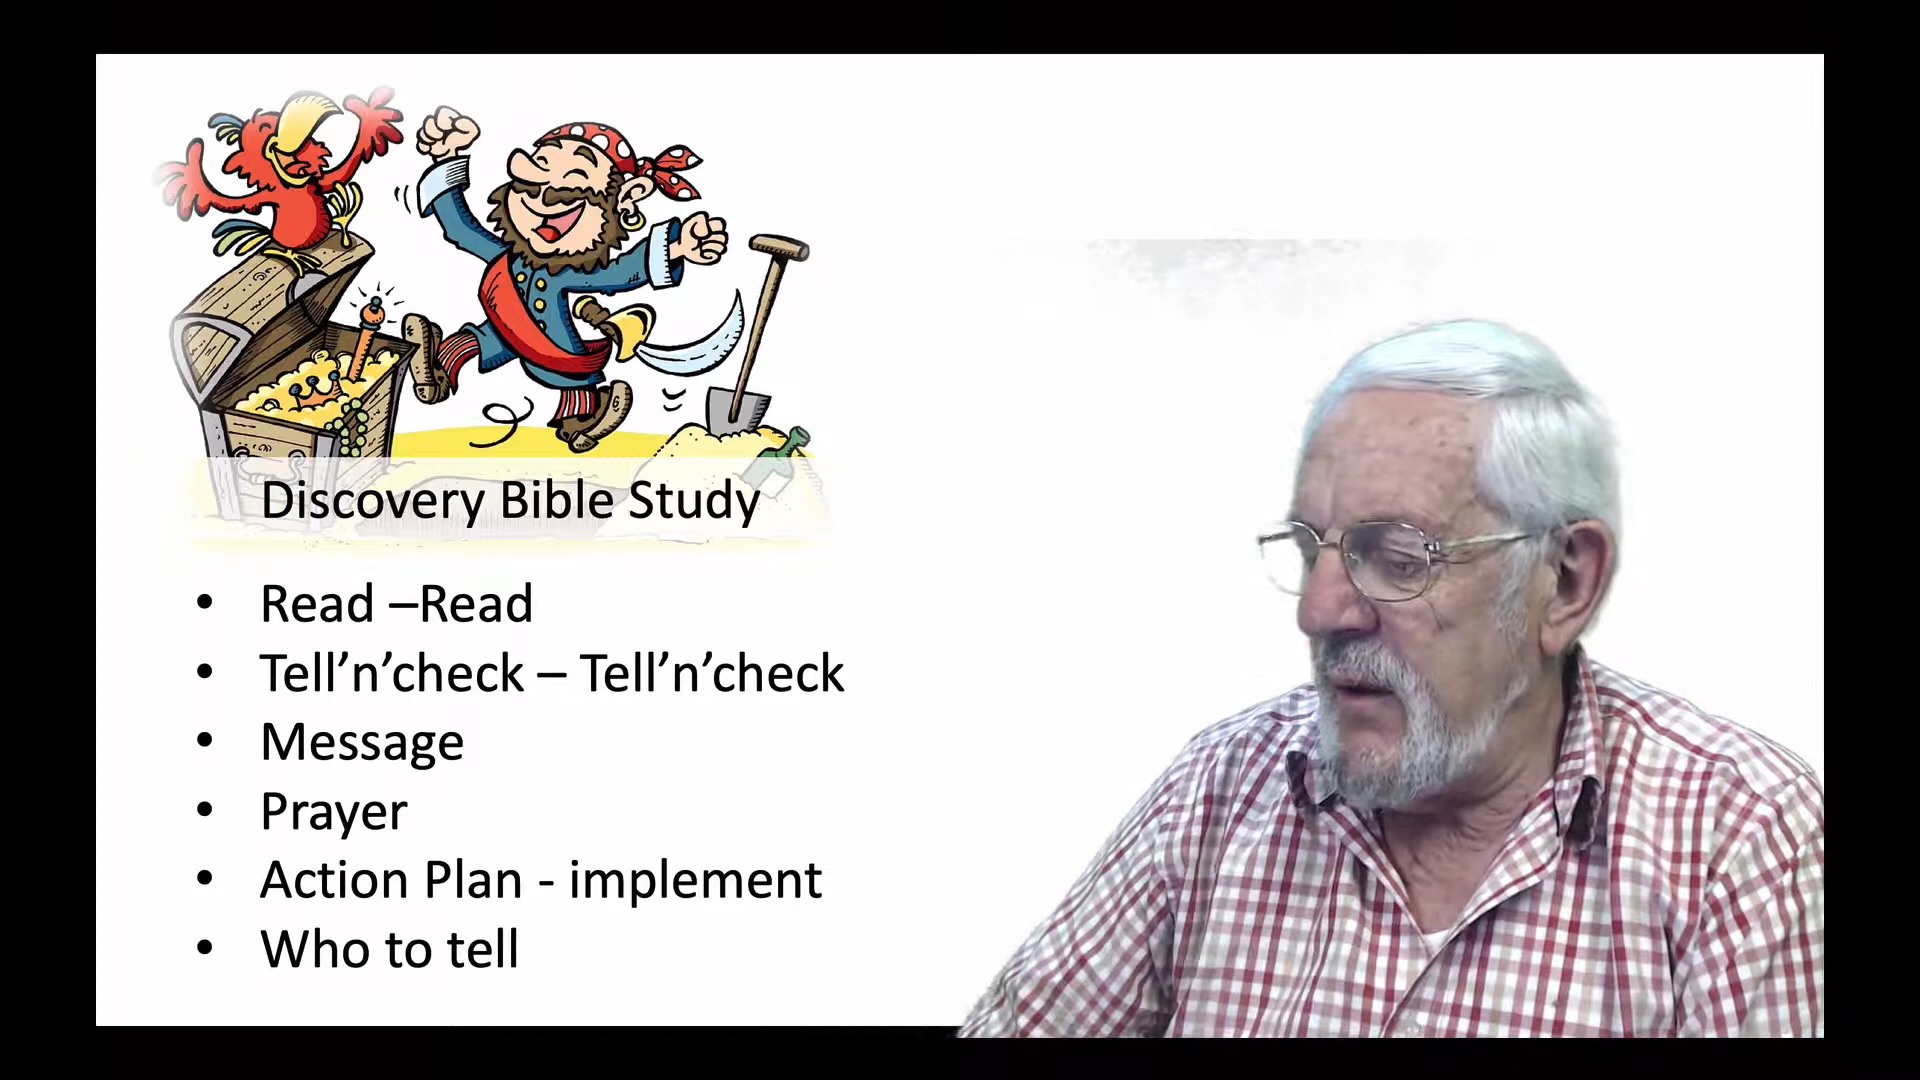 Discovery Bible Study
• Read –Read
• Tell’n’check – Tell’n’check
• Message
• Prayer
• Action Plan - implement
• Who to tell